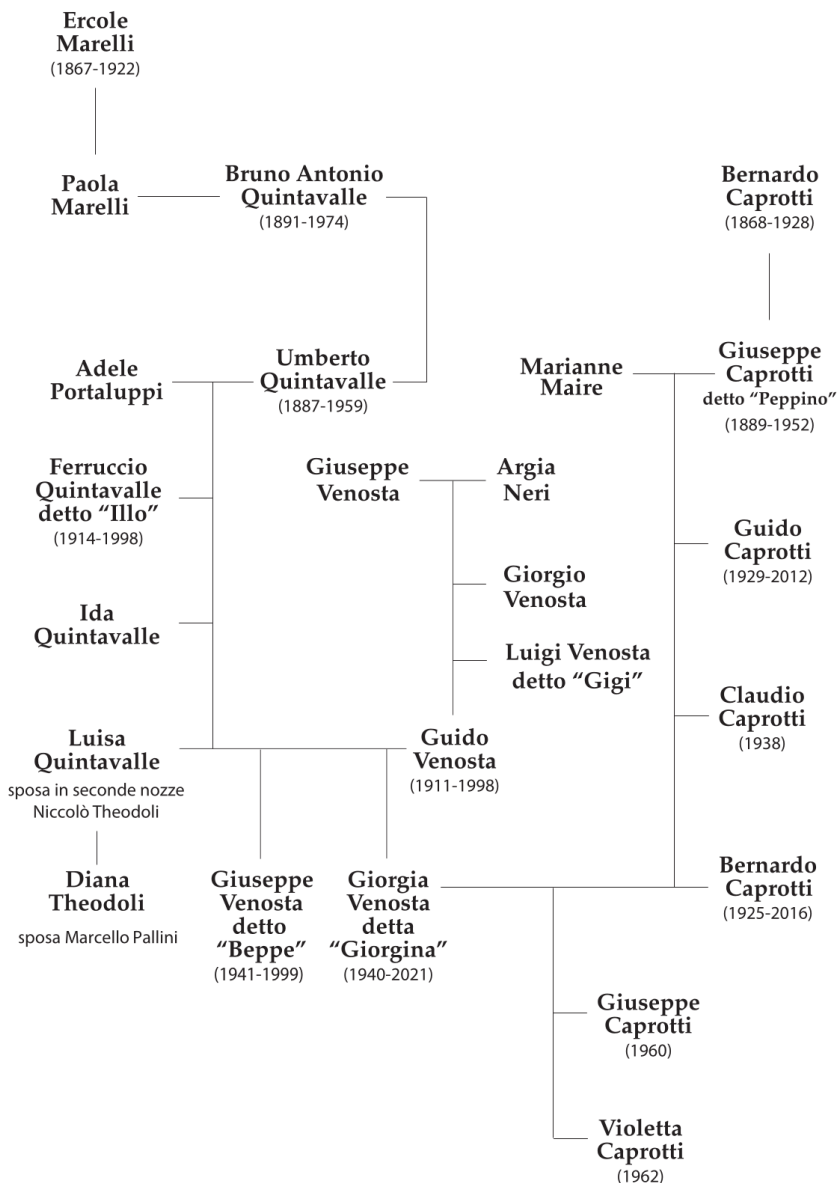 Ercole
Marelli
(1867-1922)
Paola
Marelli
Bruno Antonio
Quintavalle
(1891-1974)
Bernardo
Caprotti
(1868-1928)
Adele
Portaluppi
Umberto
Quintavalle
(1887-1959)
Marianne
Maire
Giuseppe
Caprotti
detto “Peppino”
(1889-1952)
Ferruccio
Quintavalle
detto “Illo”
(1914-1998)
Giuseppe
Venosta
Argia
Neri
Guido
Caprotti
(1929-2012)
Giorgio
Venosta
Ida
Quintavalle
Luigi Venosta
detto “Gigi”
Claudio
Caprotti
(1938)
Luisa
Quintavalle
sposa in seconde nozze
Niccolò Theodoli
Guido
Venosta
(1911-1998)
Diana
Theodoli
sposa Marcello Pallini
Giuseppe
Venosta
detto
“Beppe”
(1941-1999)
Giorgia
Venosta
detta
“Giorgina”
(1940-2021)
Bernardo
Caprotti
(1925-2016)
Giuseppe
Caprotti
(1960)
Violetta
Caprotti
(1962)